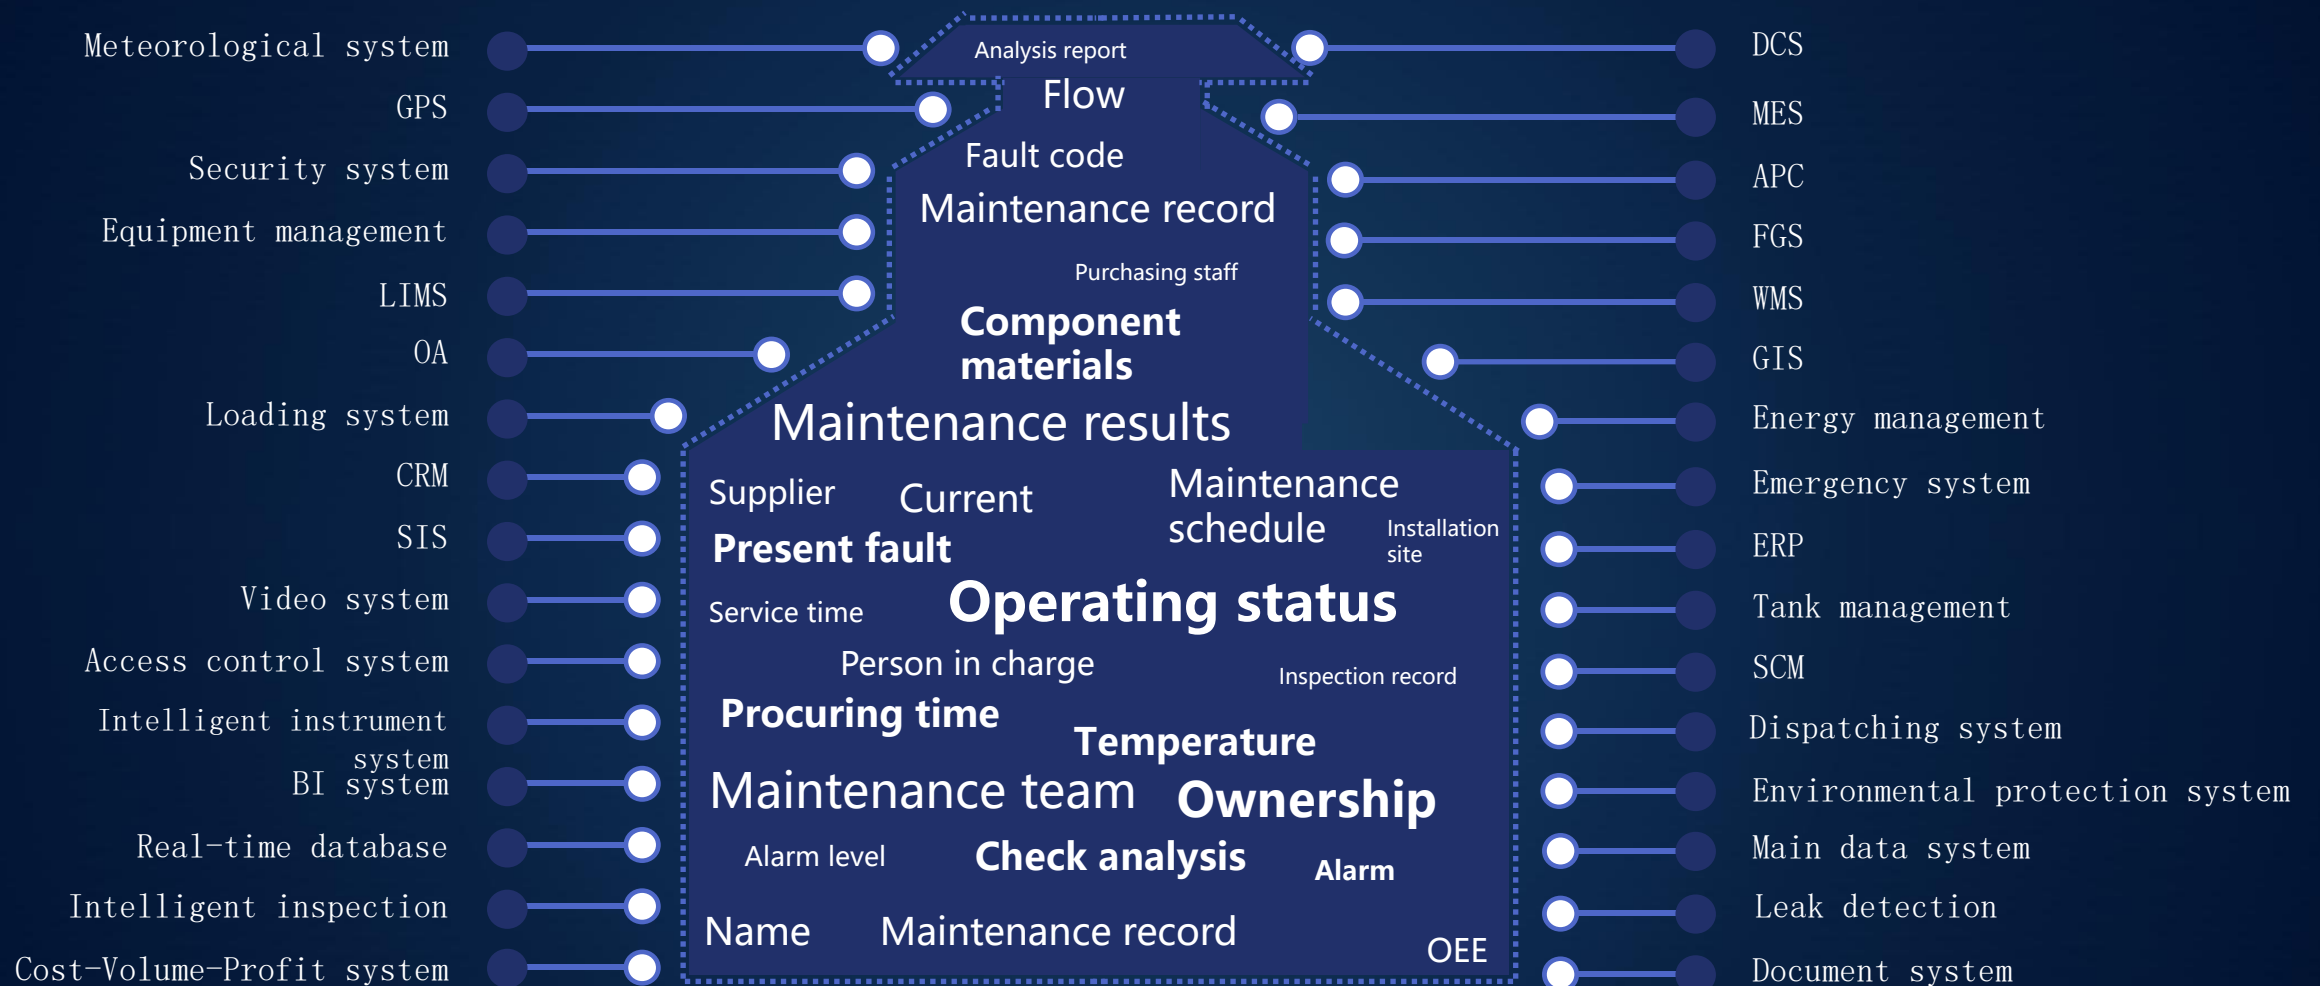 Meteorological system
GPS
Security system
Equipment management
LIMS
OA
Loading system
CRM
SIS
Video system
Access control system
Intelligent instrument
system
BI system
Real-time database
Intelligent inspection
Cost-Volume-Profit system
Analysis report
Flow
Fault code
Maintenance record
Purchasing staff
Component
materials
Maintenance results
Supplier
Current
Maintenance
schedule
Installation
site
Present fault
Service time
Operating status
Person in charge
Inspection record
Procuring time
Temperature
Maintenance team
Ownership
Alarm level
Check analysis
Alarm
Name
Maintenance record
OEE
DCS
MES
APC
FGS
WMS
GIS
Energy management
Emergency system
ERP
Tank management
SCM
Dispatching system
Environmental protection system
Main data system
Leak detection
Document system